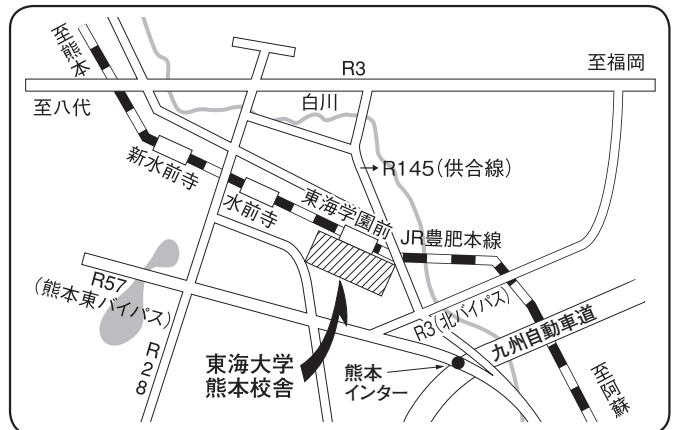 至熊本
R3
至福岡
至八代
白川
R145(供合線)
新水前寺
水前寺
東海学園前
JR豊肥本線
R57
(熊本東バイパス)
R3(北バイパス)
九州自動車道
R28
東海大学
熊本校舎
熊本
インター
至阿蘇